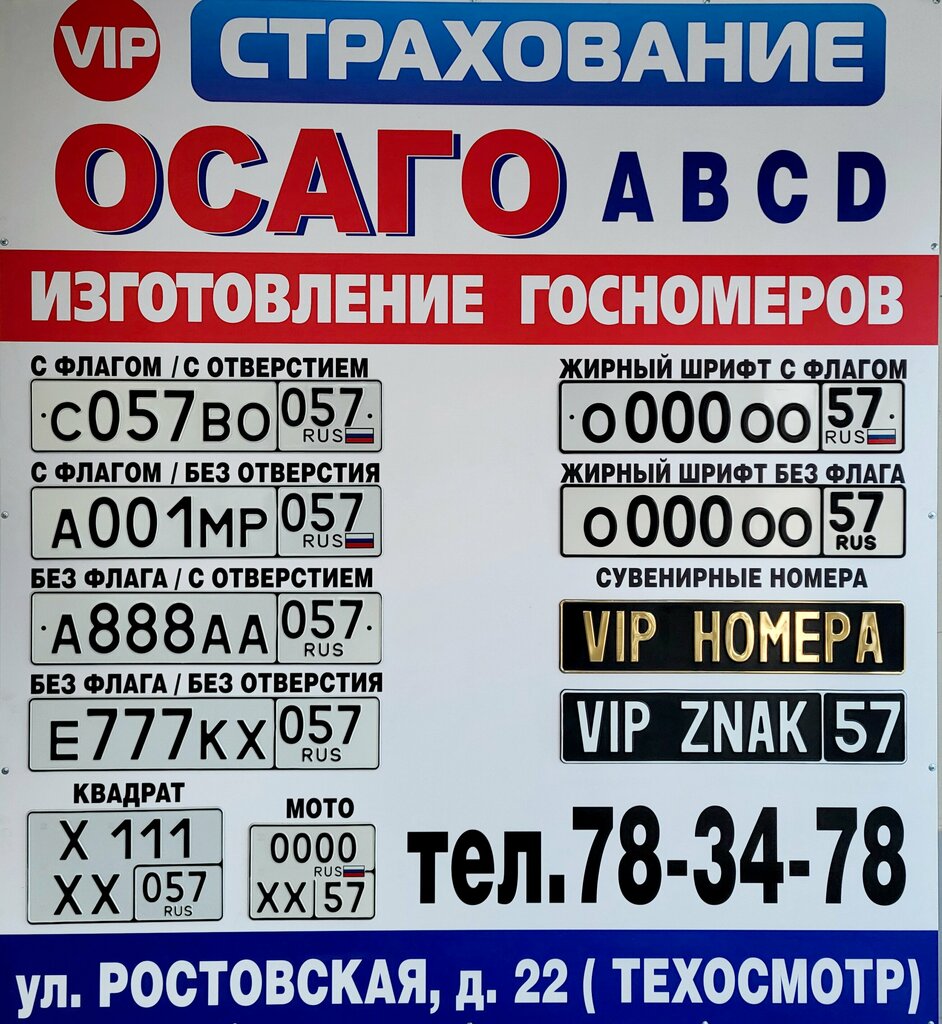 VIP СТРАХОВАНИЕ
ОСАГО A B C D
ИЗГОТОВЛЕНИЕ ГОСНОМЕРОВ
С ФЛАГОМ / С ОТВЕРСТИЕМ
С057ВО 057
RUS
С ФЛАГОМ / БЕЗ ОТВЕРСТИЯ
А001МР 057
RUS
БЕЗ ФЛАГА / С ОТВЕРСТИЕМ
А888АА 057
RUS
БЕЗ ФЛАГА / БЕЗ ОТВЕРСТИЯ
Е777КХ 057
RUS
КВАДРАТ
Х 111
ХХ 057
RUS
МОТО
0000
RUS
ХХ 57
ЖИРНЫЙ ШРИФТ С ФЛАГОМ
О000ОО 57
RUS
ЖИРНЫЙ ШРИФТ БЕЗ ФЛАГА
О000ОО 57
RUS
СУВЕНИРНЫЕ НОМЕРА
VIP НОМЕРА
VIP ZNAK 57
тел.78-34-78
ул. РОСТОВСКАЯ, д. 22 ( ТЕХОСМОТР)